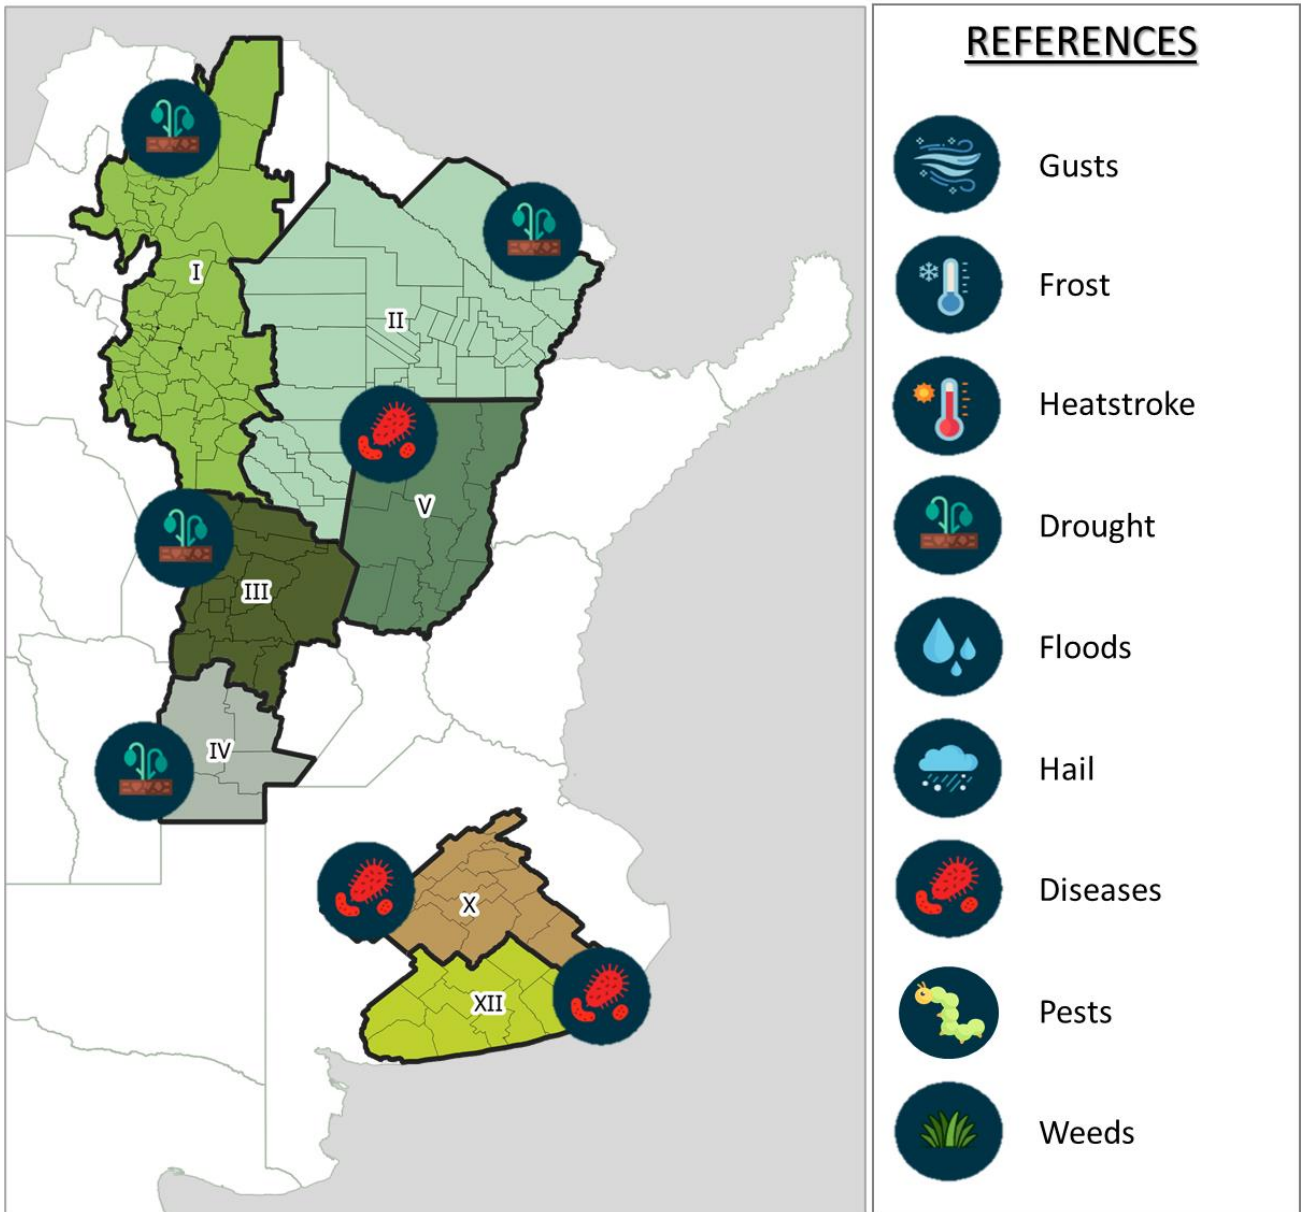 REFERENCES
Gusts
Frost
Heatstroke
Drought
Floods
Hail
Diseases
Pests
Weeds
I
II
V
III
IV
X
XII